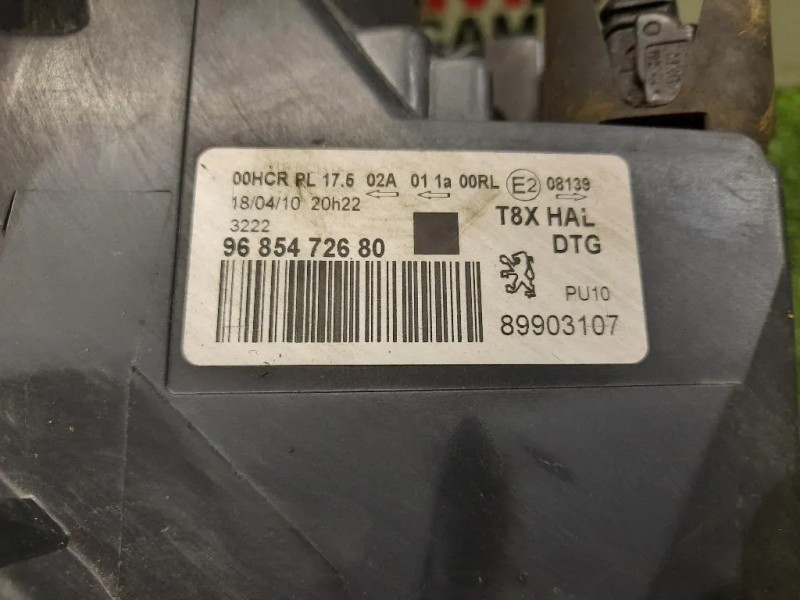 00HCR PL 17.5 02A ← 01 1a ← 00RL E2 08139
18/04/10 20h22
3222
T8X HAL
96 854 726 80
DTG
PU10
89903107